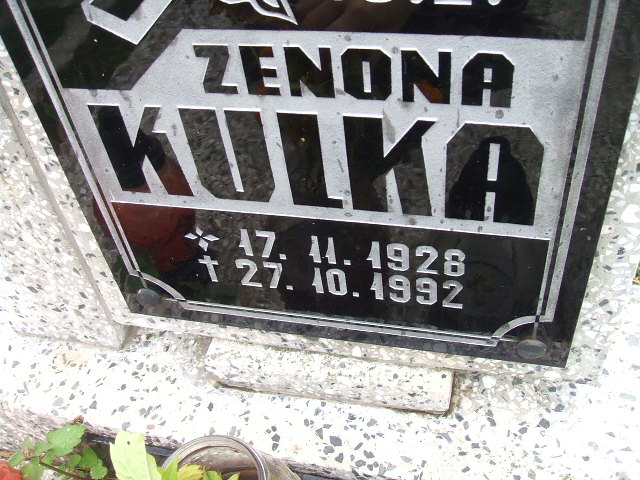 ZENONA
KULKA
17. 11. 1928
† 27. 10. 1992